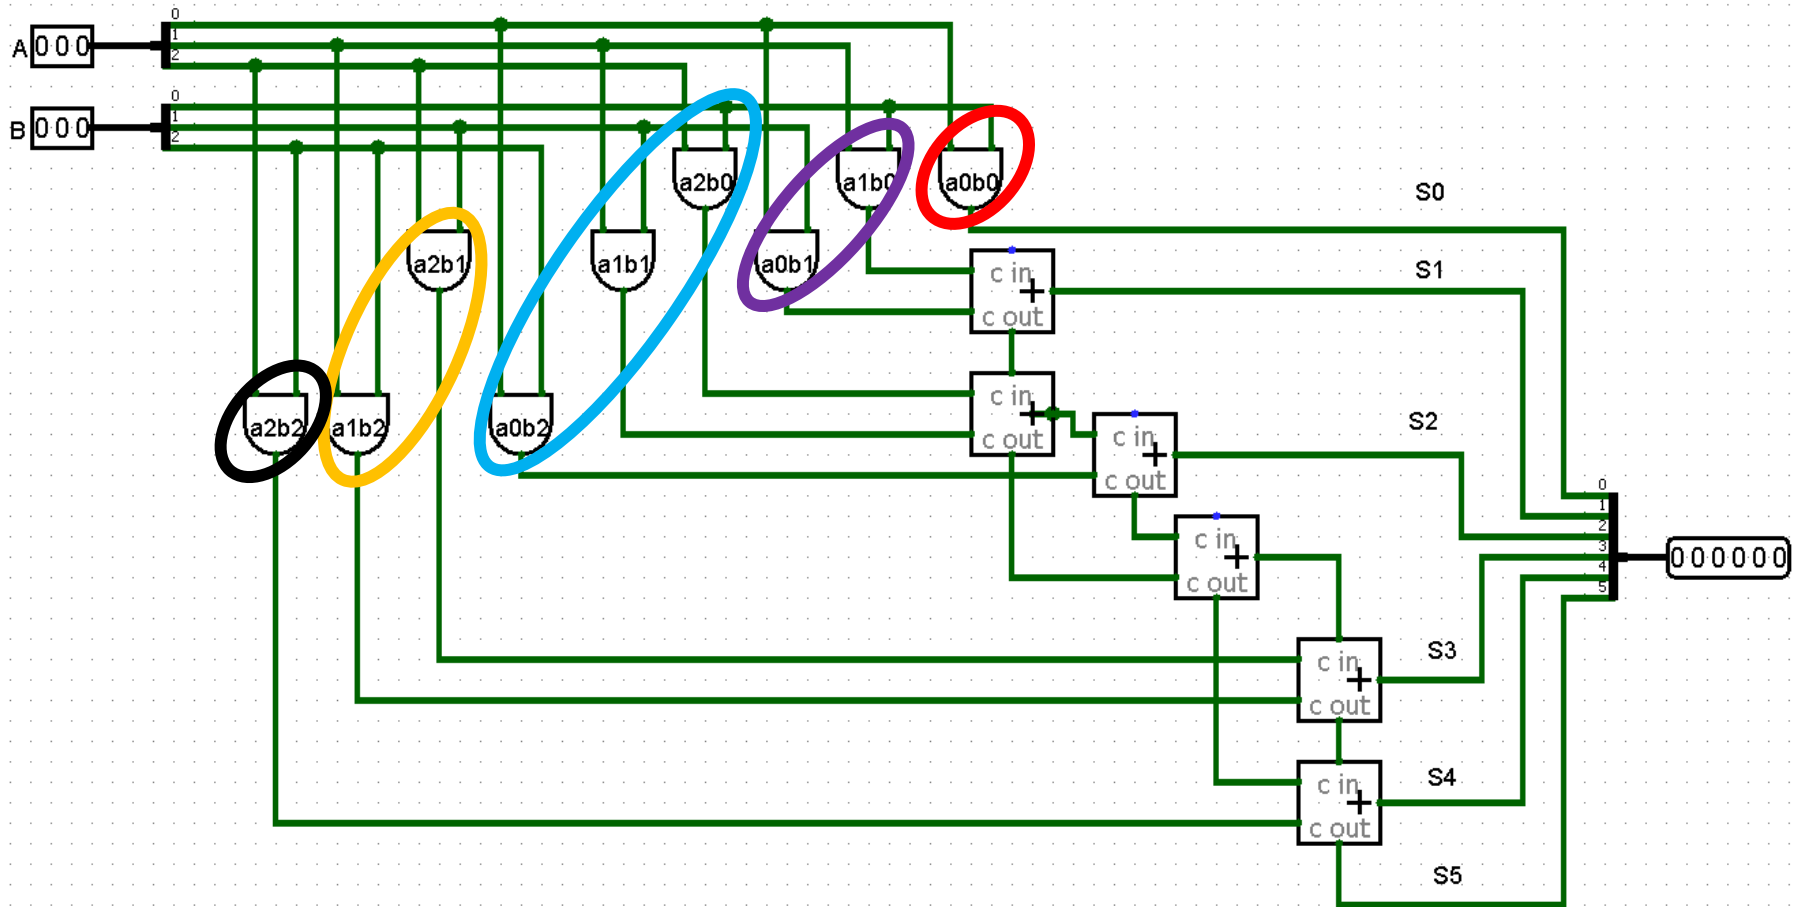 0
A 000 1
2
0
B 000 1
2
a2b0 a1b0 a0b0
S0
a2b1 a1b1 a0b1
c in
S1
c out
c in
a2b2 a1b2 a0b2
c out
c in
S2
c out
0
1
2
3
4
5
000000
c in
c out
c in
S3
c out
c in
S4
c out
S5